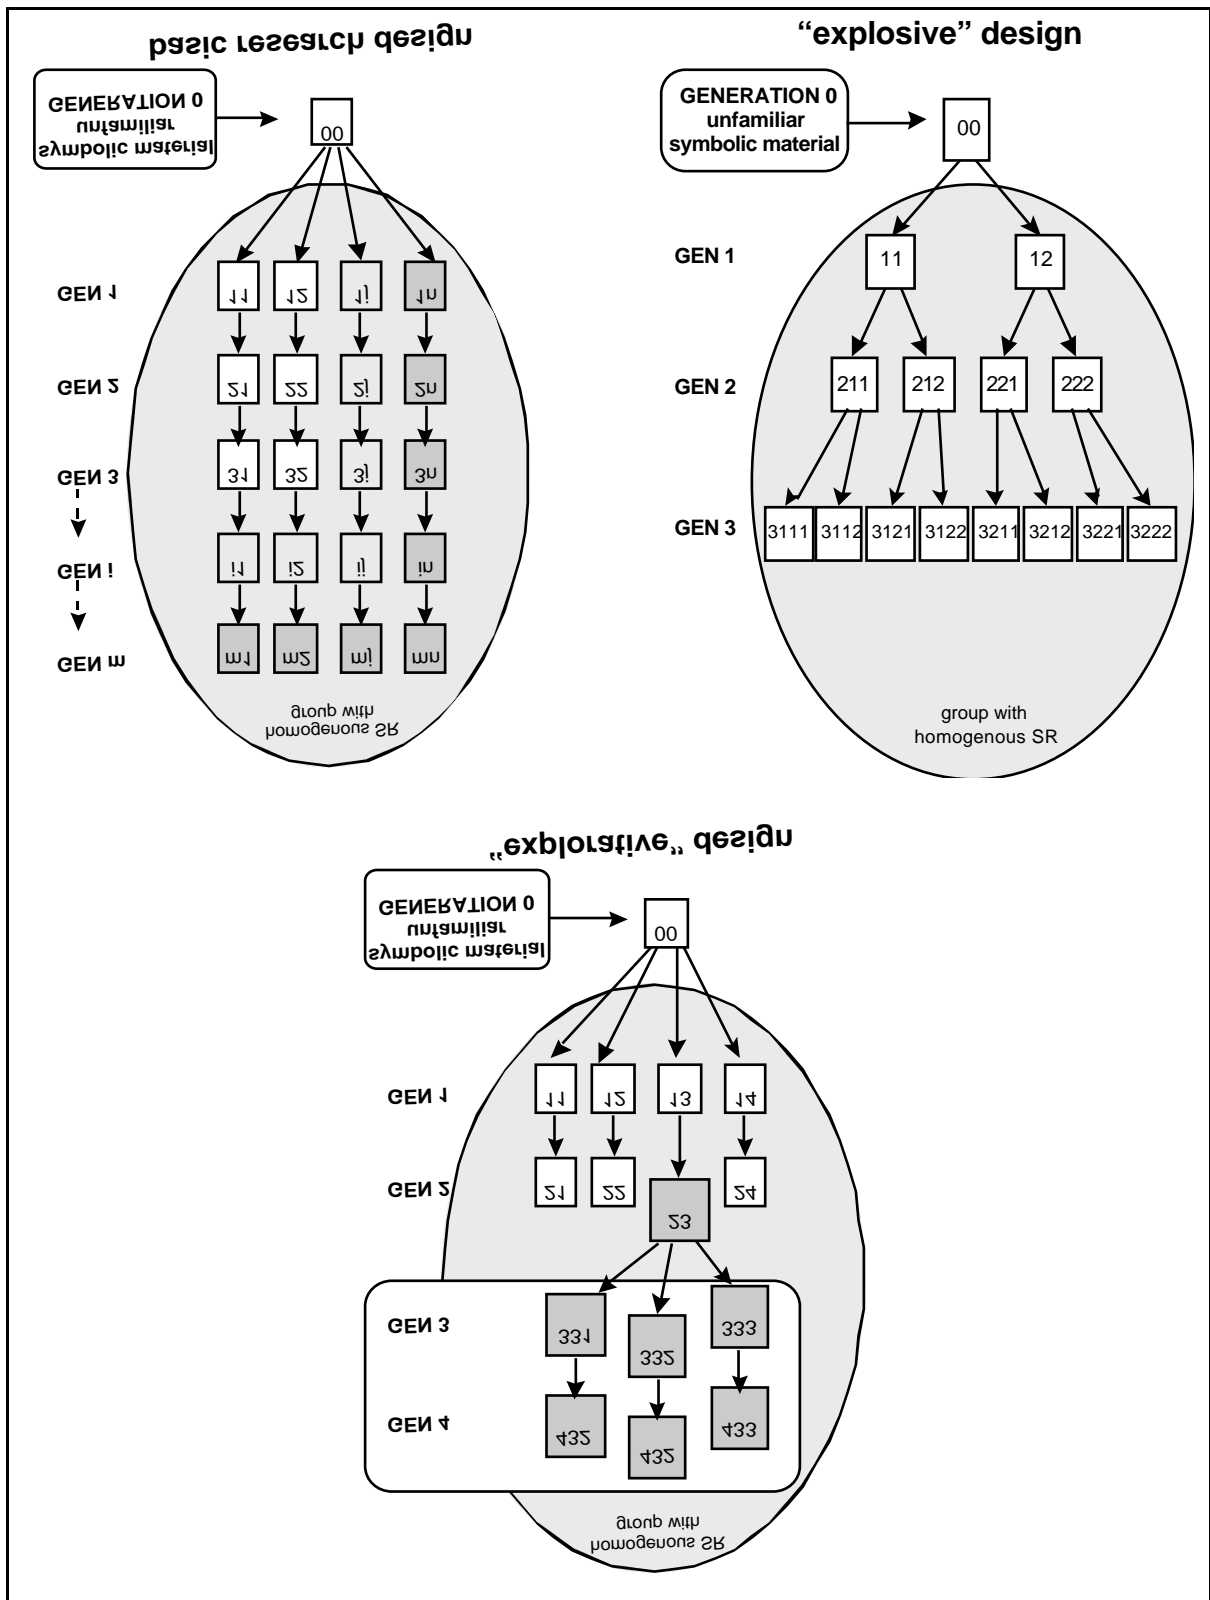 basic research design
GENERATION 0
unfamiliar
symbolic material
00
GEN 1
11
12
1j
1n
GEN 2
21
22
2j
2n
GEN 3
31
32
3j
3n
GEN i
i1
i2
ij
in
GEN m
m1
m2
mj
mn
group with
homogenous SR
“explosive” design
GENERATION 0
unfamiliar
symbolic material
00
GEN 1
11
12
GEN 2
211
212
221
222
GEN 3
3111
3112
3121
3122
3211
3212
3221
3222
group with
homogenous SR
“explorative” design
GENERATION 0
unfamiliar
symbolic material
00
GEN 1
11
12
13
14
GEN 2
21
22
23
24
GEN 3
331
332
333
GEN 4
432
432
433
group with
homogenous SR